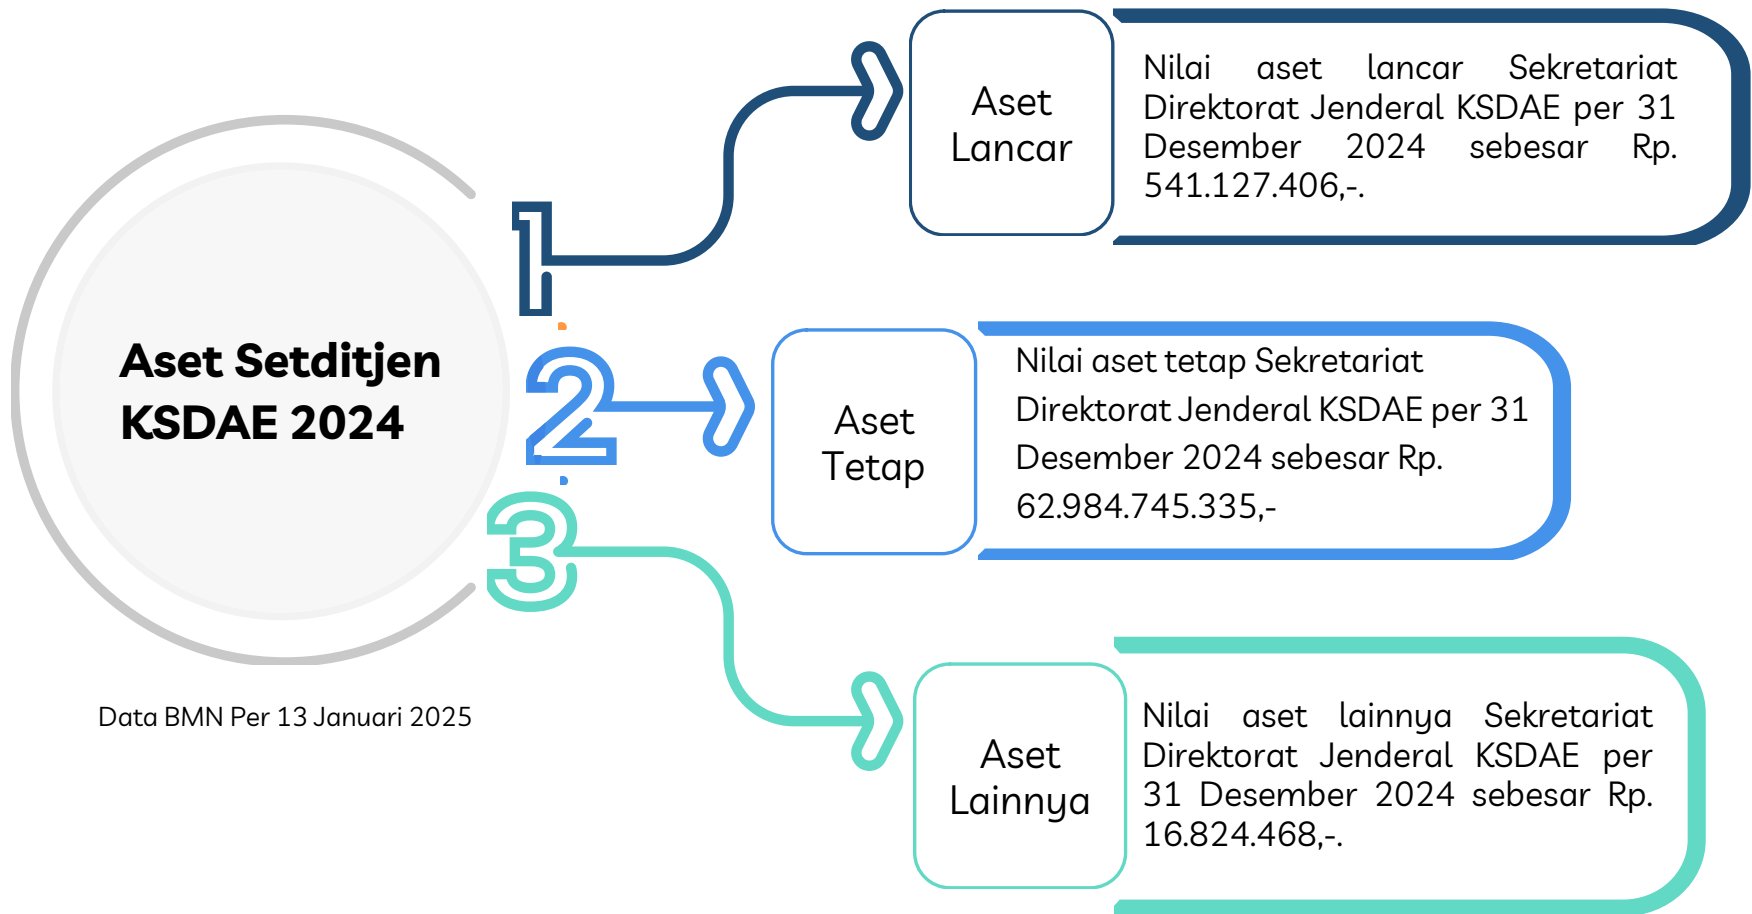 Aset Setditjen
KSDAE 2024
Data BMN Per 13 Januari 2025
1
Aset
Lancar
Nilai aset lancar Sekretariat
Direktorat Jenderal KSDAE per 31
Desember 2024 sebesar Rp.
541.127.406,-.
2
Aset
Tetap
Nilai aset tetap Sekretariat
Direktorat Jenderal KSDAE per 31
Desember 2024 sebesar Rp.
62.984.745.335,-
3
Aset
Lainnya
Nilai aset lainnya Sekretariat
Direktorat Jenderal KSDAE per
31 Desember 2024 sebesar Rp.
16.824.468,-.